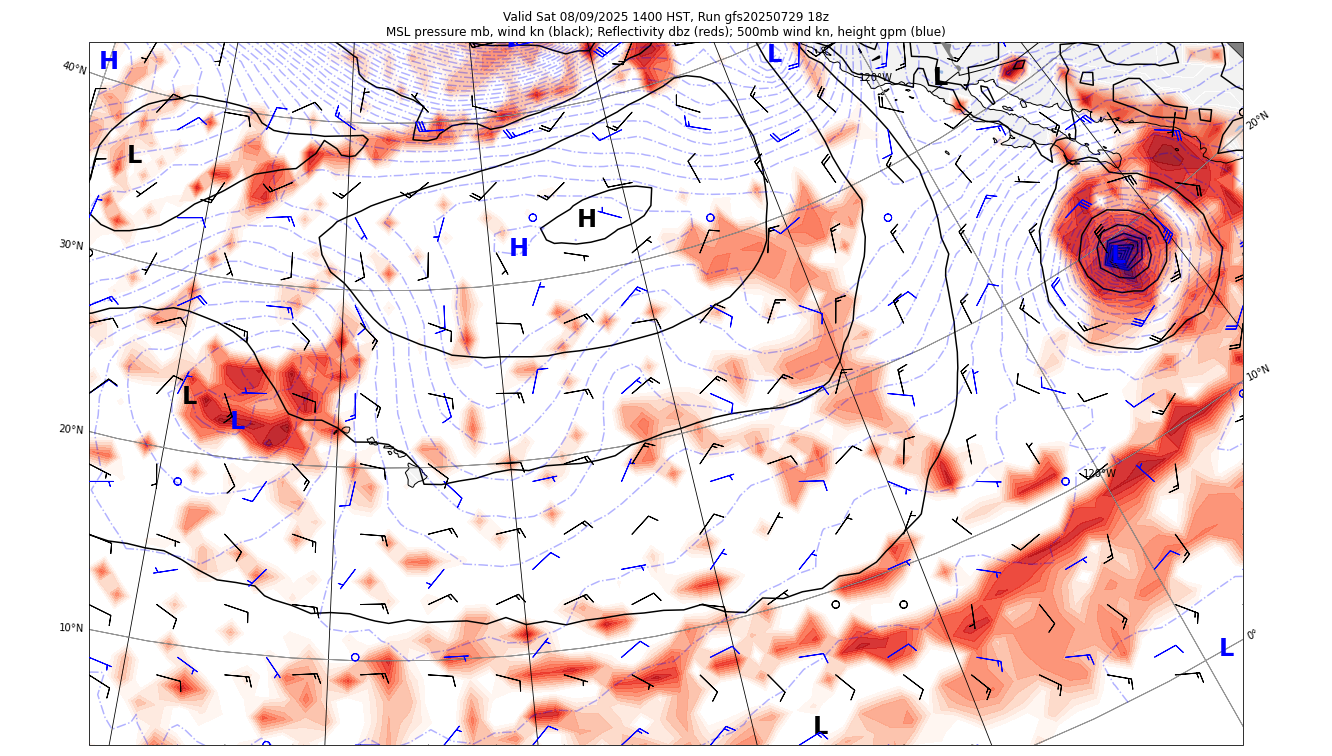 Valid Sat 08/09/2025 1400 HST, Run gfs20250729 18z
MSL pressure mb, wind kn (black); Reflectivity dbz (reds); 500mb wind kn, height gpm (blue)
H
L
L
40°N
120°W
20°N
L
H
H
30°N
10°N
L
L
20°N
120°W
10°N
0°
L
L